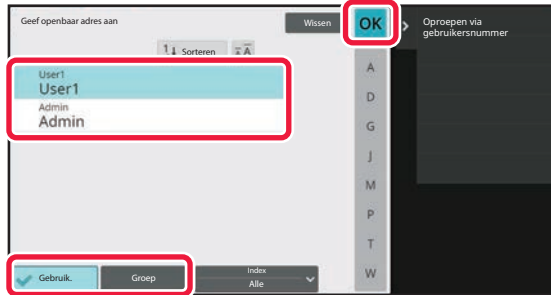 Geef openbaar adres aan
Wissen
OK
Oproepen via
gebruikersnummer
Sorteren
User1
User1
Admin
Admin
A
D
G
J
M
P
T
W
Gebruik.
Groep
Index
Alle